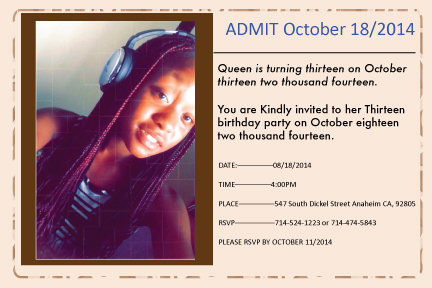 ADMIT October 18/2014
Queen is turning thirteen on October
thirteen two thousand fourteen.
You are Kindly invited to her Thirteen
birthday party on October eighteen
two thousand fourteen.
DATE:---------------08/18/2014
TIME---------------4:00PM
PLACE---------------547 South Dickel Street Anaheim CA, 92805
RSVP-----------------714-524-1223 or 714-474-5843
PLEASE RSVP BY OCTOBER 11/2014